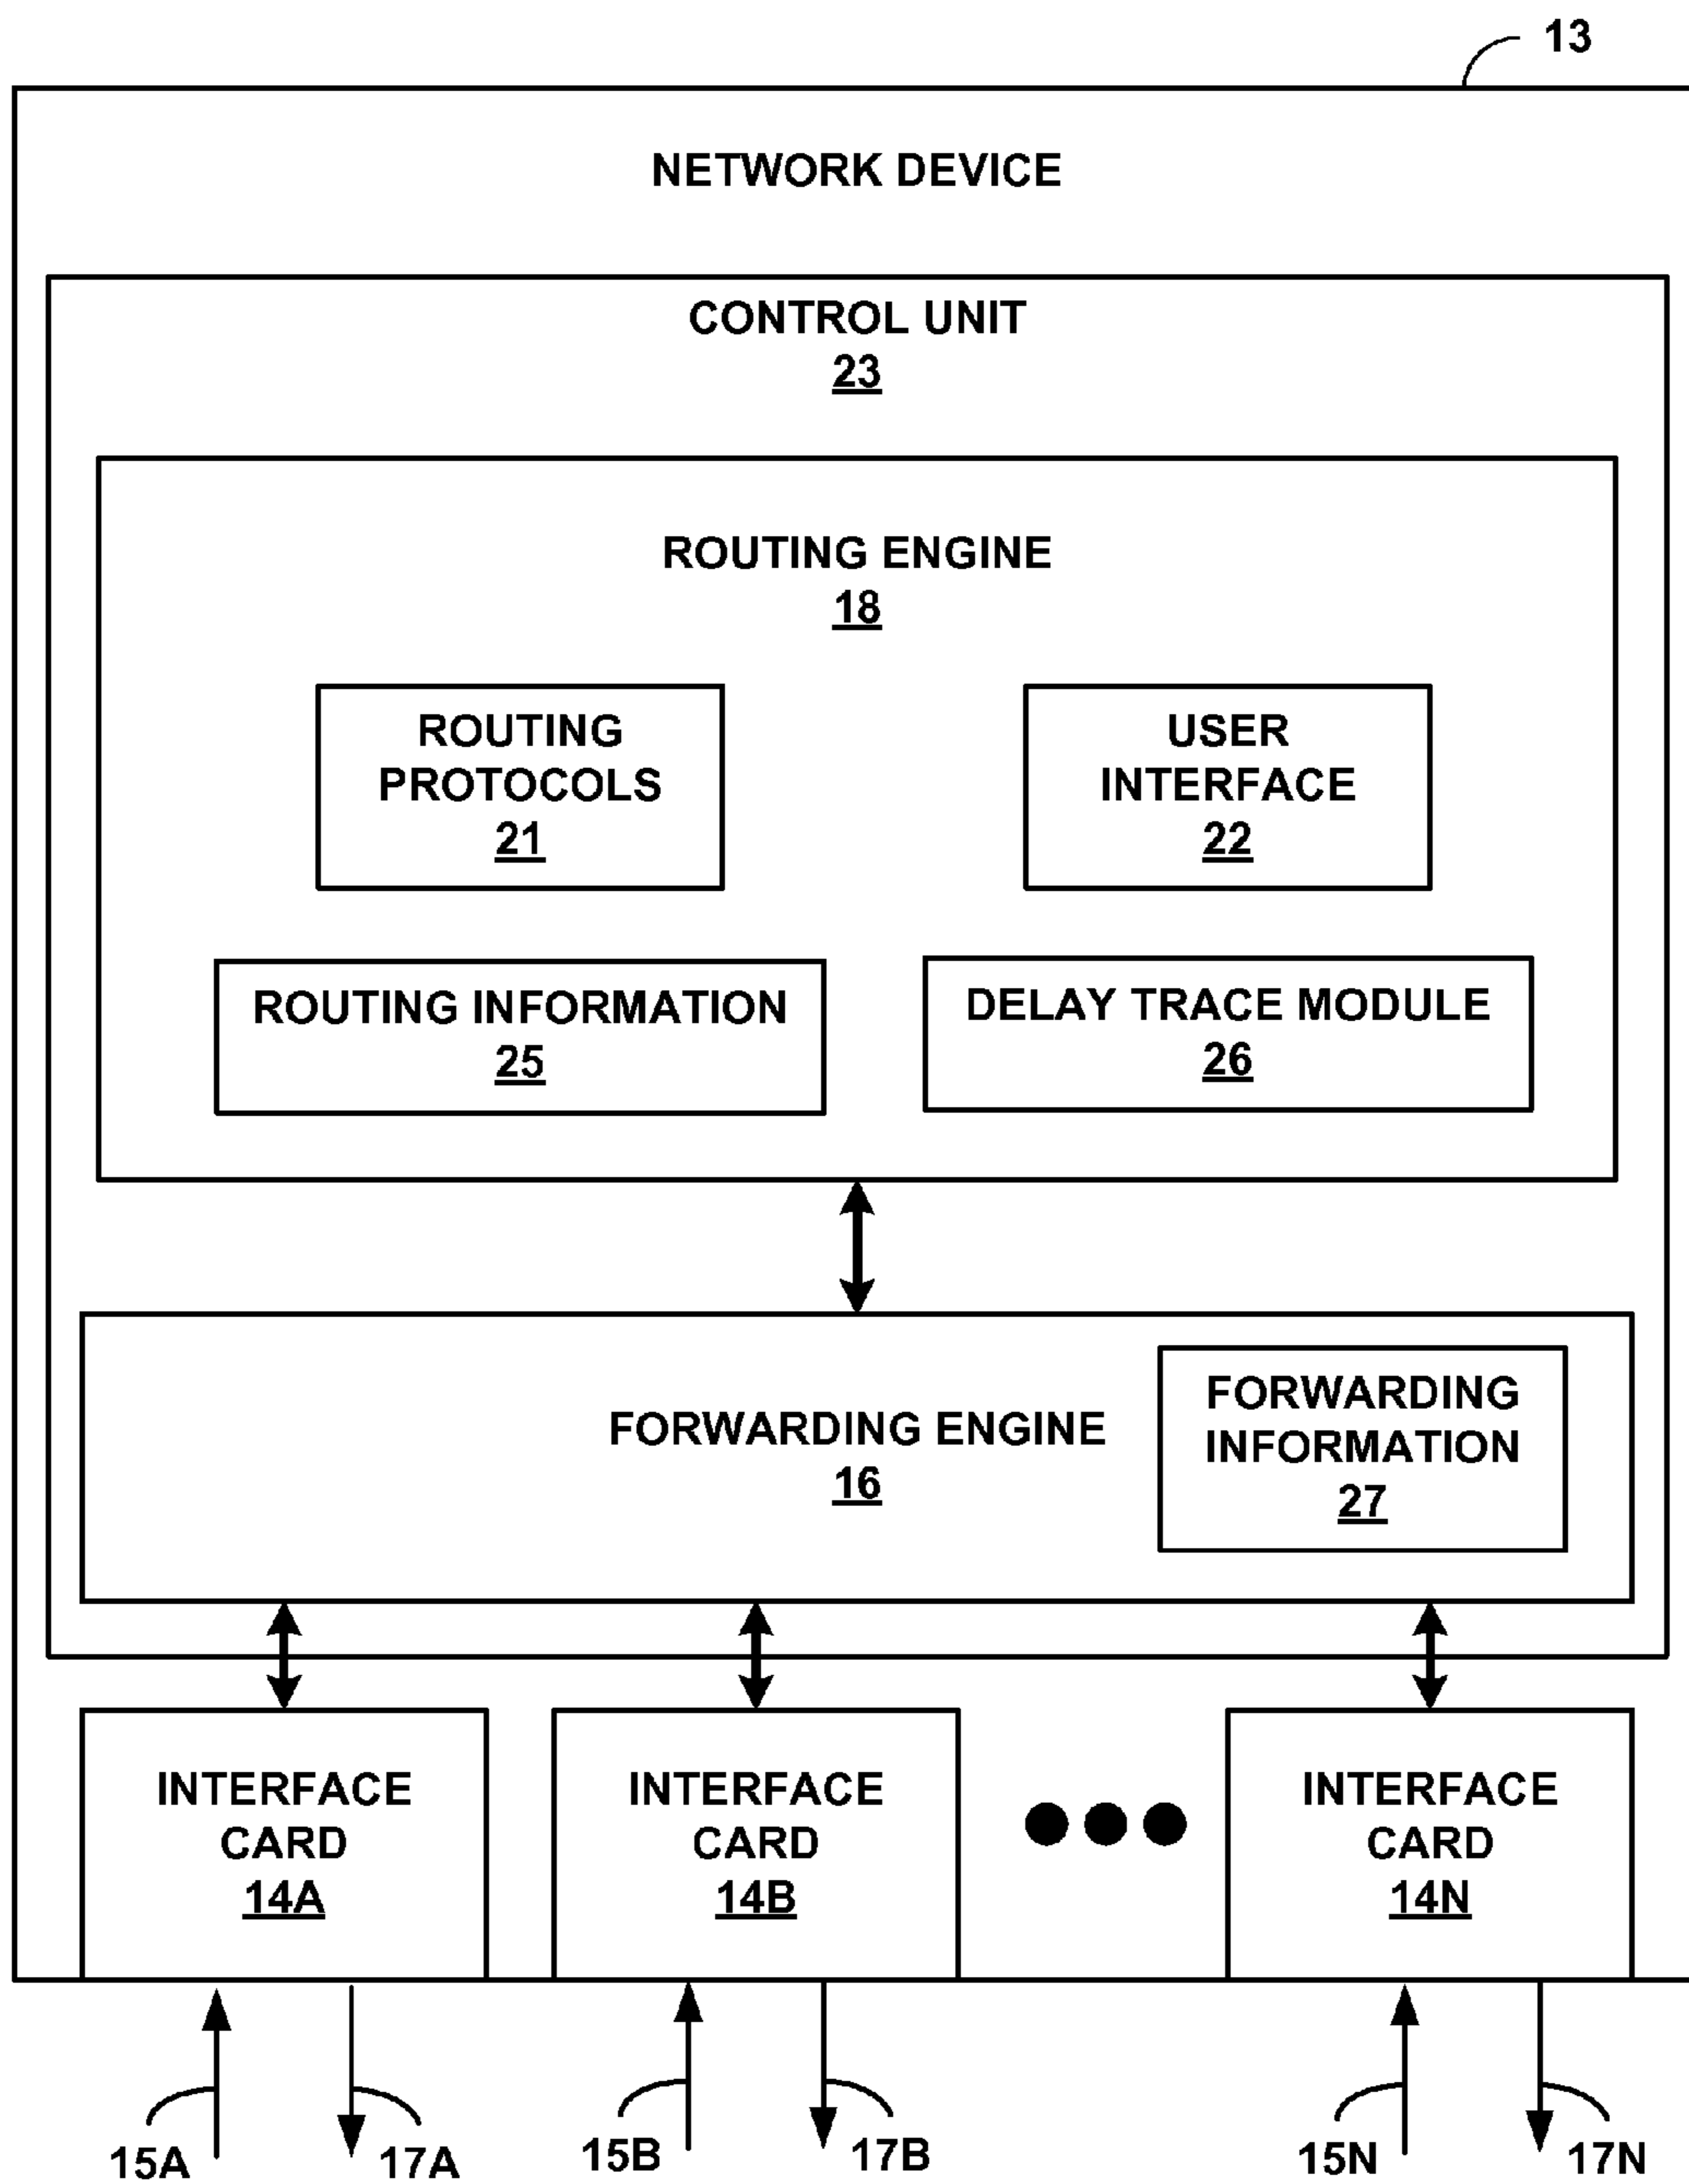 13
NETWORK DEVICE
CONTROL UNIT
23
ROUTING ENGINE
18
ROUTING
PROTOCOLS
21
USER
INTERFACE
22
ROUTING INFORMATION
25
DELAY TRACE MODULE
26
FORWARDING ENGINE
16
FORWARDING
INFORMATION
27
INTERFACE
CARD
14A
INTERFACE
CARD
14B
INTERFACE
CARD
14N
15A
17A
15B
17B
15N
17N